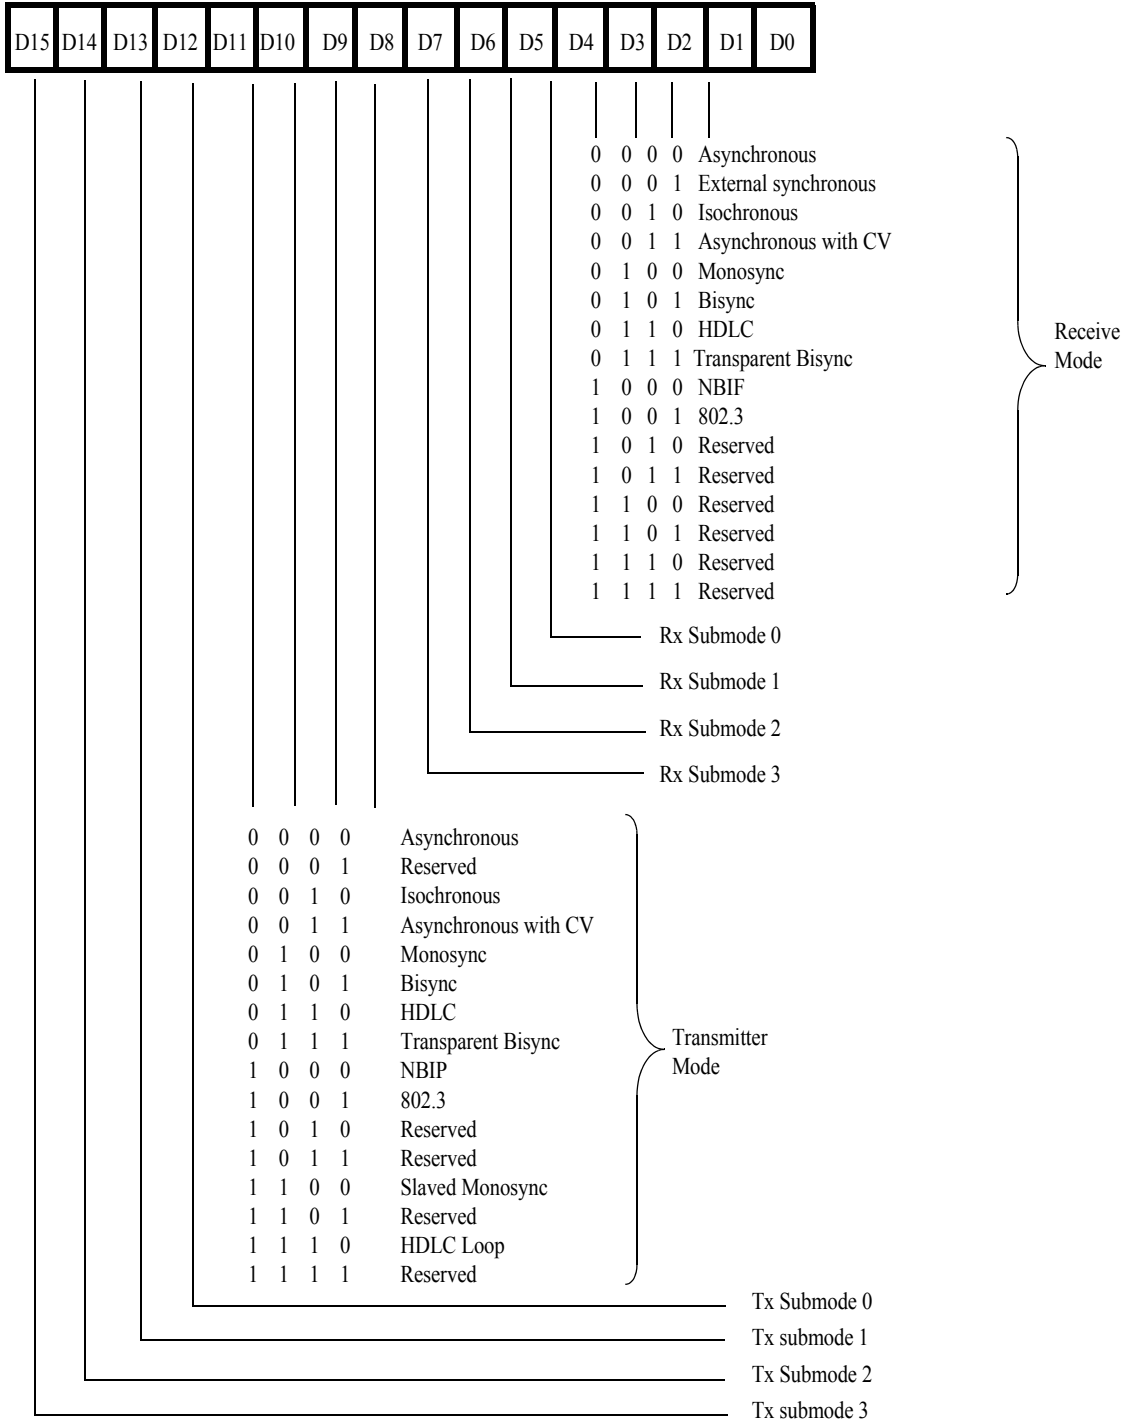 D15 D14 D13 D12 D11 D10 D9 D8 D7 D6 D5 D4 D3 D2 D1 D0
0 0 0 0 Asynchronous
0 0 0 1 External synchronous
0 0 1 0 Isochronous
0 0 1 1 Asynchronous with CV
0 1 0 0 Monosync
0 1 0 1 Bisync
0 1 1 0 HDLC
0 1 1 1 Transparent Bisync
1 0 0 0 NBIF
1 0 0 1 802.3
1 0 1 0 Reserved
1 0 1 1 Reserved
1 1 0 0 Reserved
1 1 0 1 Reserved
1 1 1 0 Reserved
1 1 1 1 Reserved
Receive
Mode
Rx Submode 0
Rx Submode 1
Rx Submode 2
Rx Submode 3
0 0 0 0 Asynchronous
0 0 0 1 Reserved
0 0 1 0 Isochronous
0 0 1 1 Asynchronous with CV
0 1 0 0 Monosync
0 1 0 1 Bisync
0 1 1 0 HDLC
0 1 1 1 Transparent Bisync
1 0 0 0 NBIP
1 0 0 1 802.3
1 0 1 0 Reserved
1 0 1 1 Reserved
1 1 0 0 Slaved Monosync
1 1 0 1 Reserved
1 1 1 0 HDLC Loop
1 1 1 1 Reserved
Transmitter
Mode
Tx Submode 0
Tx submode 1
Tx Submode 2
Tx submode 3